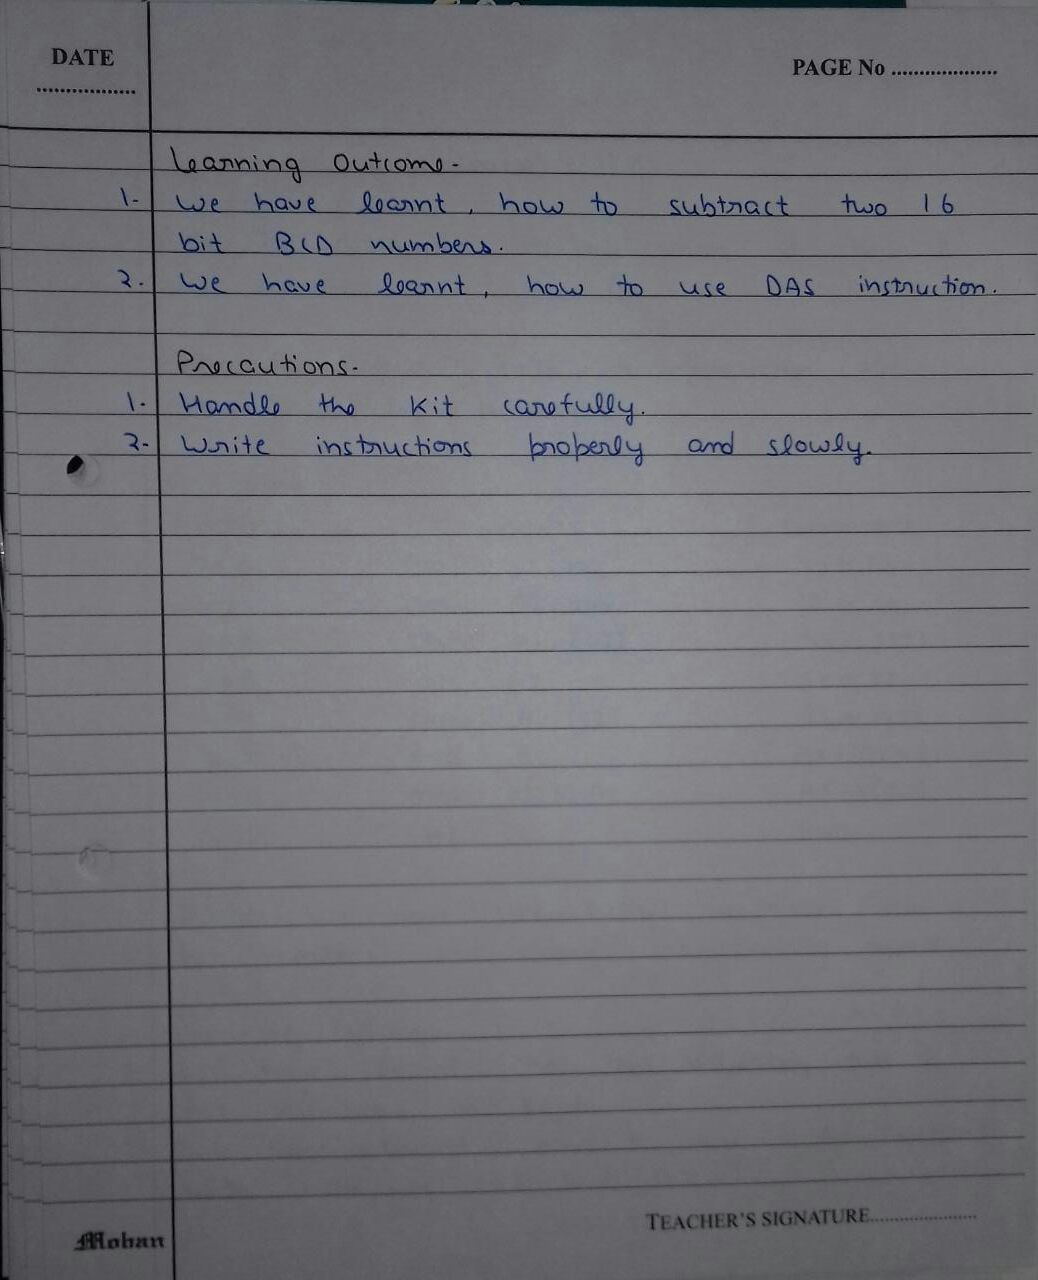 DATE
PAGE No ...................
..................
Learning Outcome -
1- We have learnt, how to subtract two 16
bit BCD numbers.
2. We have learnt, how to use DAS instruction.
Precautions-
1. Handle the Kit carefully.
2- Write instructions properly and slowly.
TEACHER'S SIGNATURE......................
Mohan